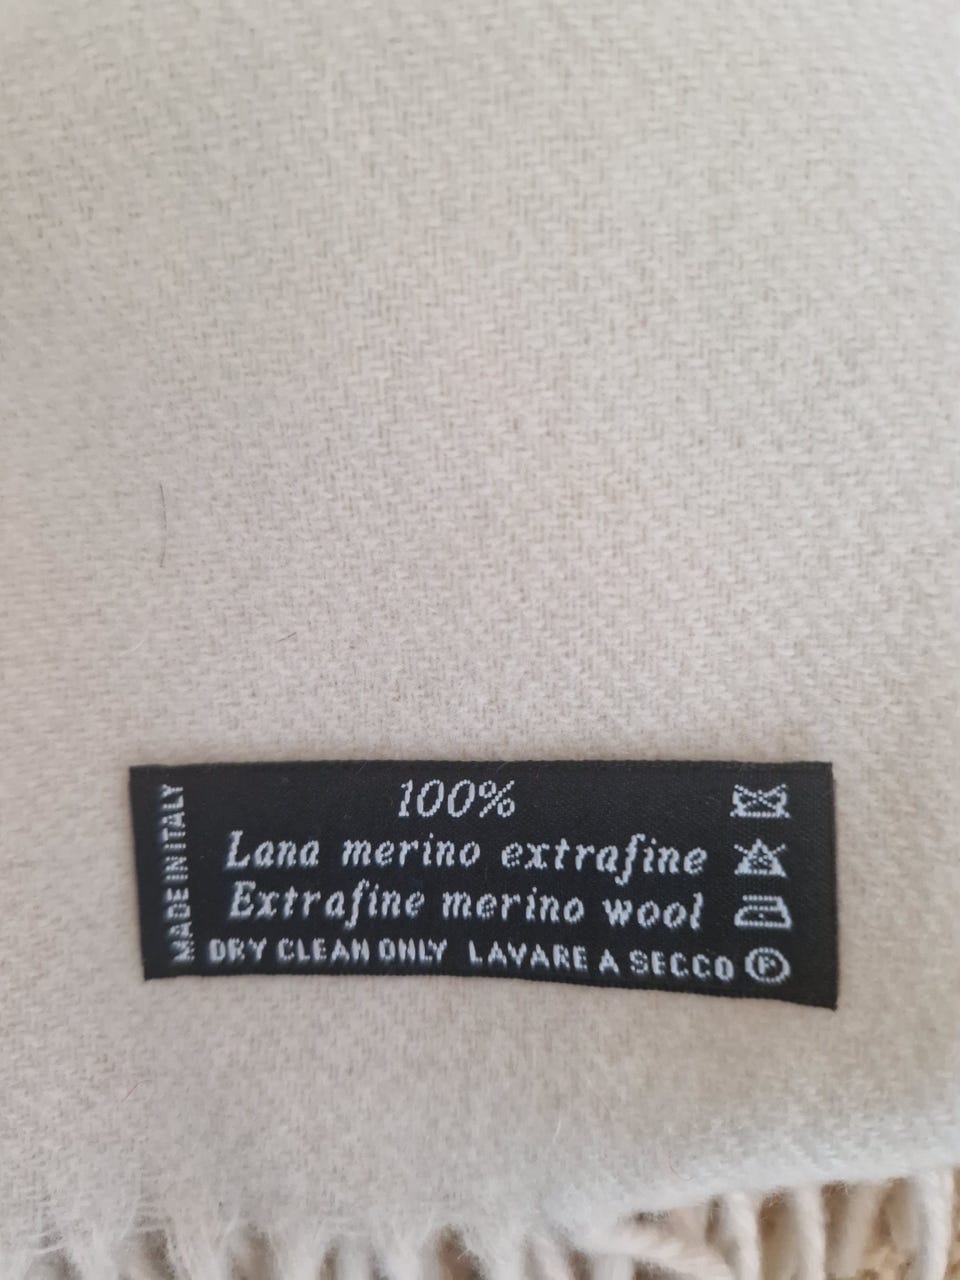 MADE IN ITALY
100%
Lana merino extrafine
Extrafine merino wool
DRY CLEAN ONLY LAVARE A SECCO Ⓟ